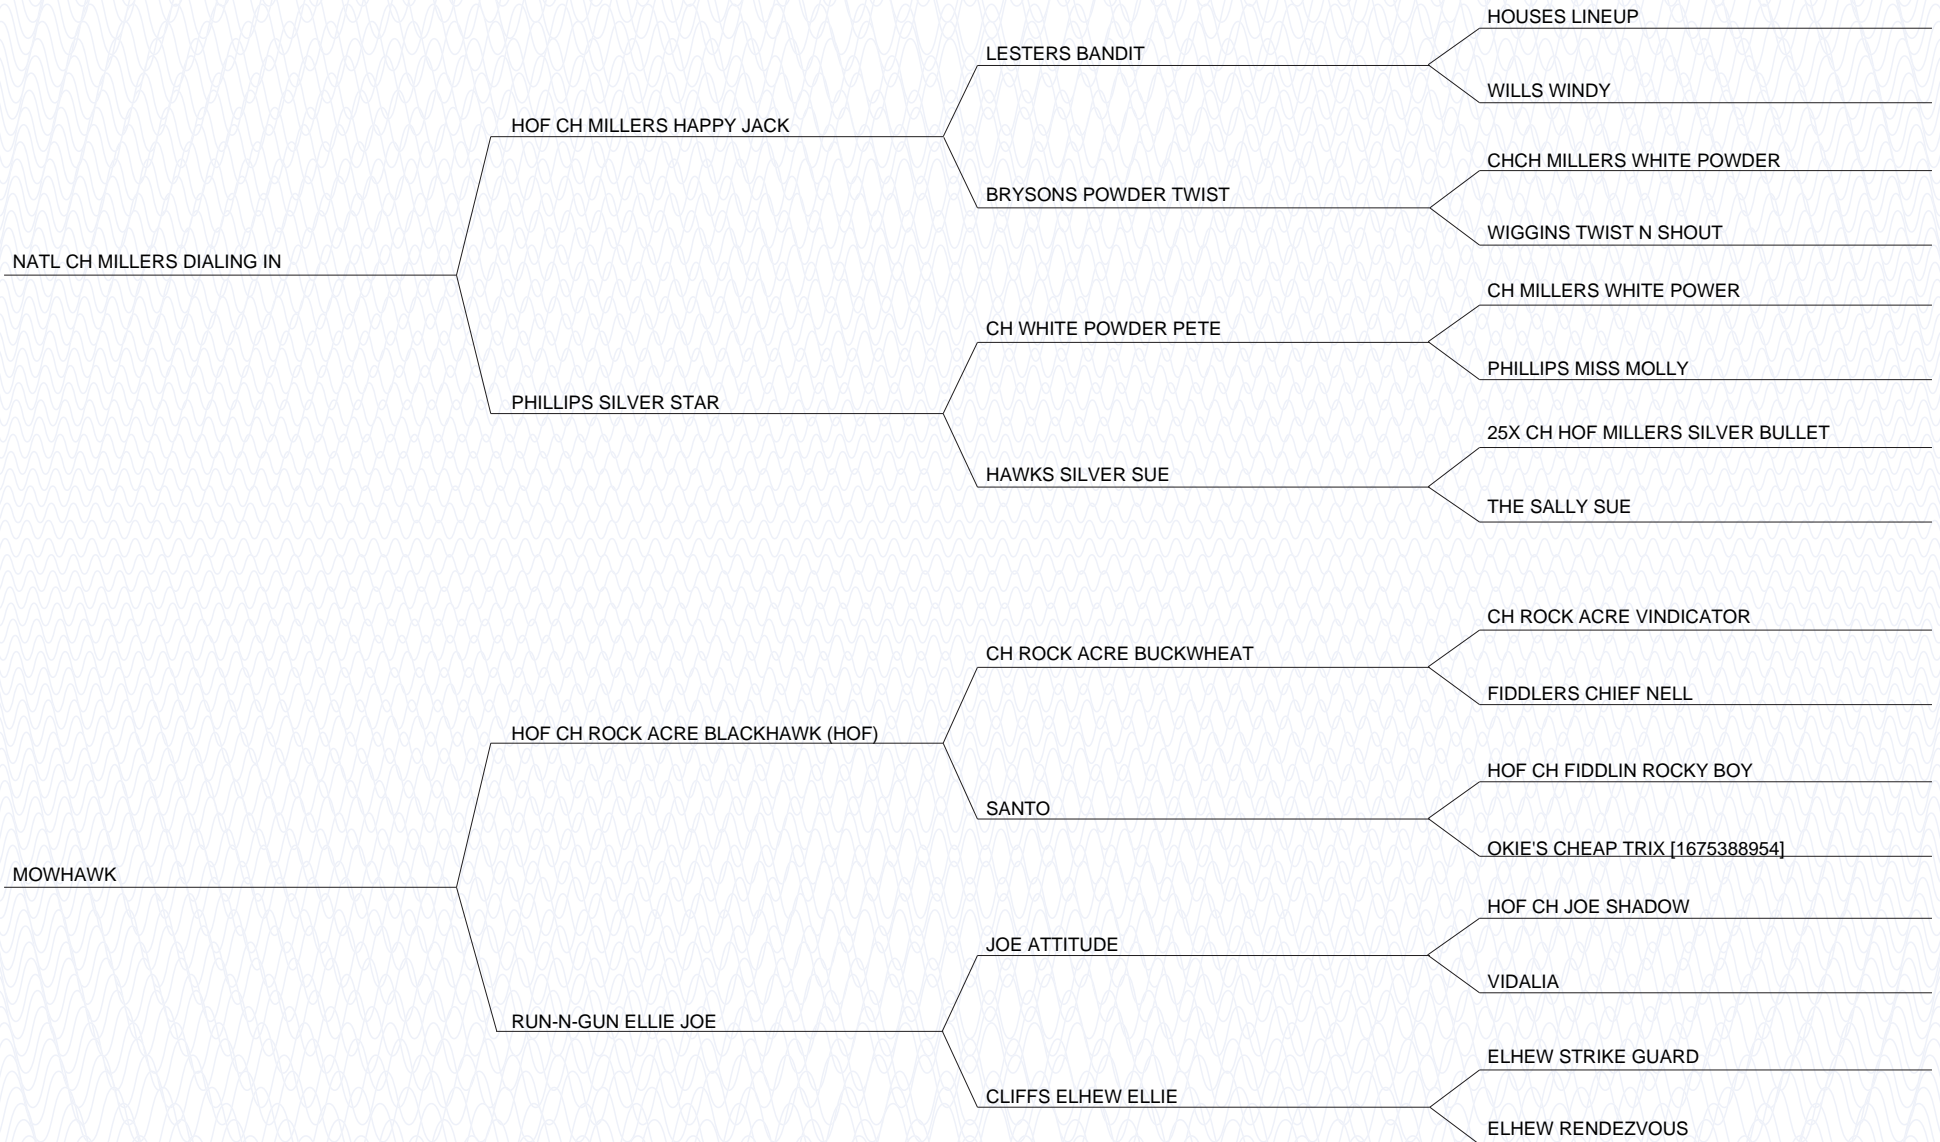 HOUSES LINEUP
LESTERS BANDIT
WILLS WINDY
HOF CH MILLERS HAPPY JACK
CHCH MILLERS WHITE POWDER
BRYSONS POWDER TWIST
WIGGINS TWIST N SHOUT
NATL CH MILLERS DIALING IN
CH MILLERS WHITE POWER
CH WHITE POWDER PETE
PHILLIPS MISS MOLLY
PHILLIPS SILVER STAR
25X CH HOF MILLERS SILVER BULLET
HAWKS SILVER SUE
THE SALLY SUE
CH ROCK ACRE VINDICATOR
CH ROCK ACRE BUCKWHEAT
FIDDLERS CHIEF NELL
HOF CH ROCK ACRE BLACKHAWK (HOF)
HOF CH FIDDLIN ROCKY BOY
SANTO
OKIE'S CHEAP TRIX [1675388954]
MOWHAWK
HOF CH JOE SHADOW
JOE ATTITUDE
VIDALIA
RUN-N-GUN ELLIE JOE
ELHEW STRIKE GUARD
CLIFFS ELHEW ELLIE
ELHEW RENDEZVOUS